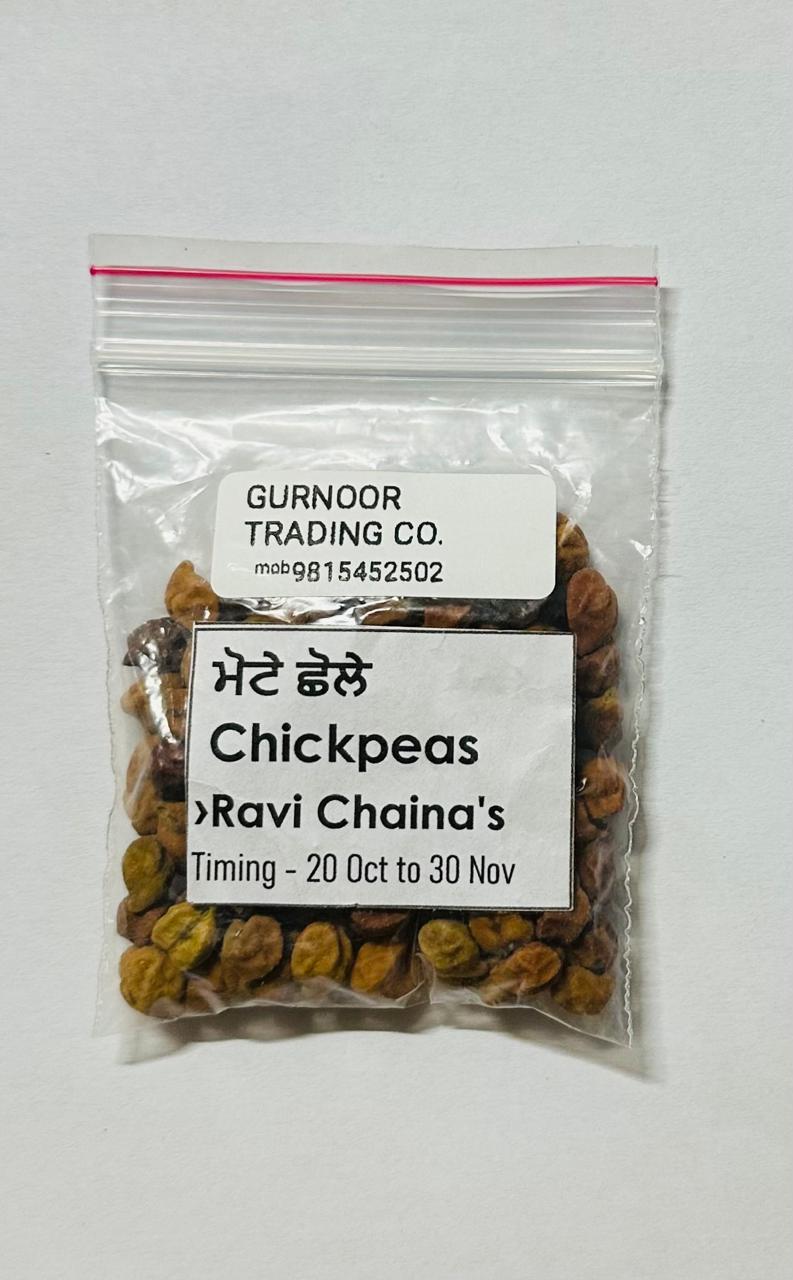 GURNOOR
TRADING CO.
mob9815452502
ਮੋਟੇ ਛੋਲੇ
Chickpeas
›Ravi Chaina's
Timing - 20 Oct to 30 Nov